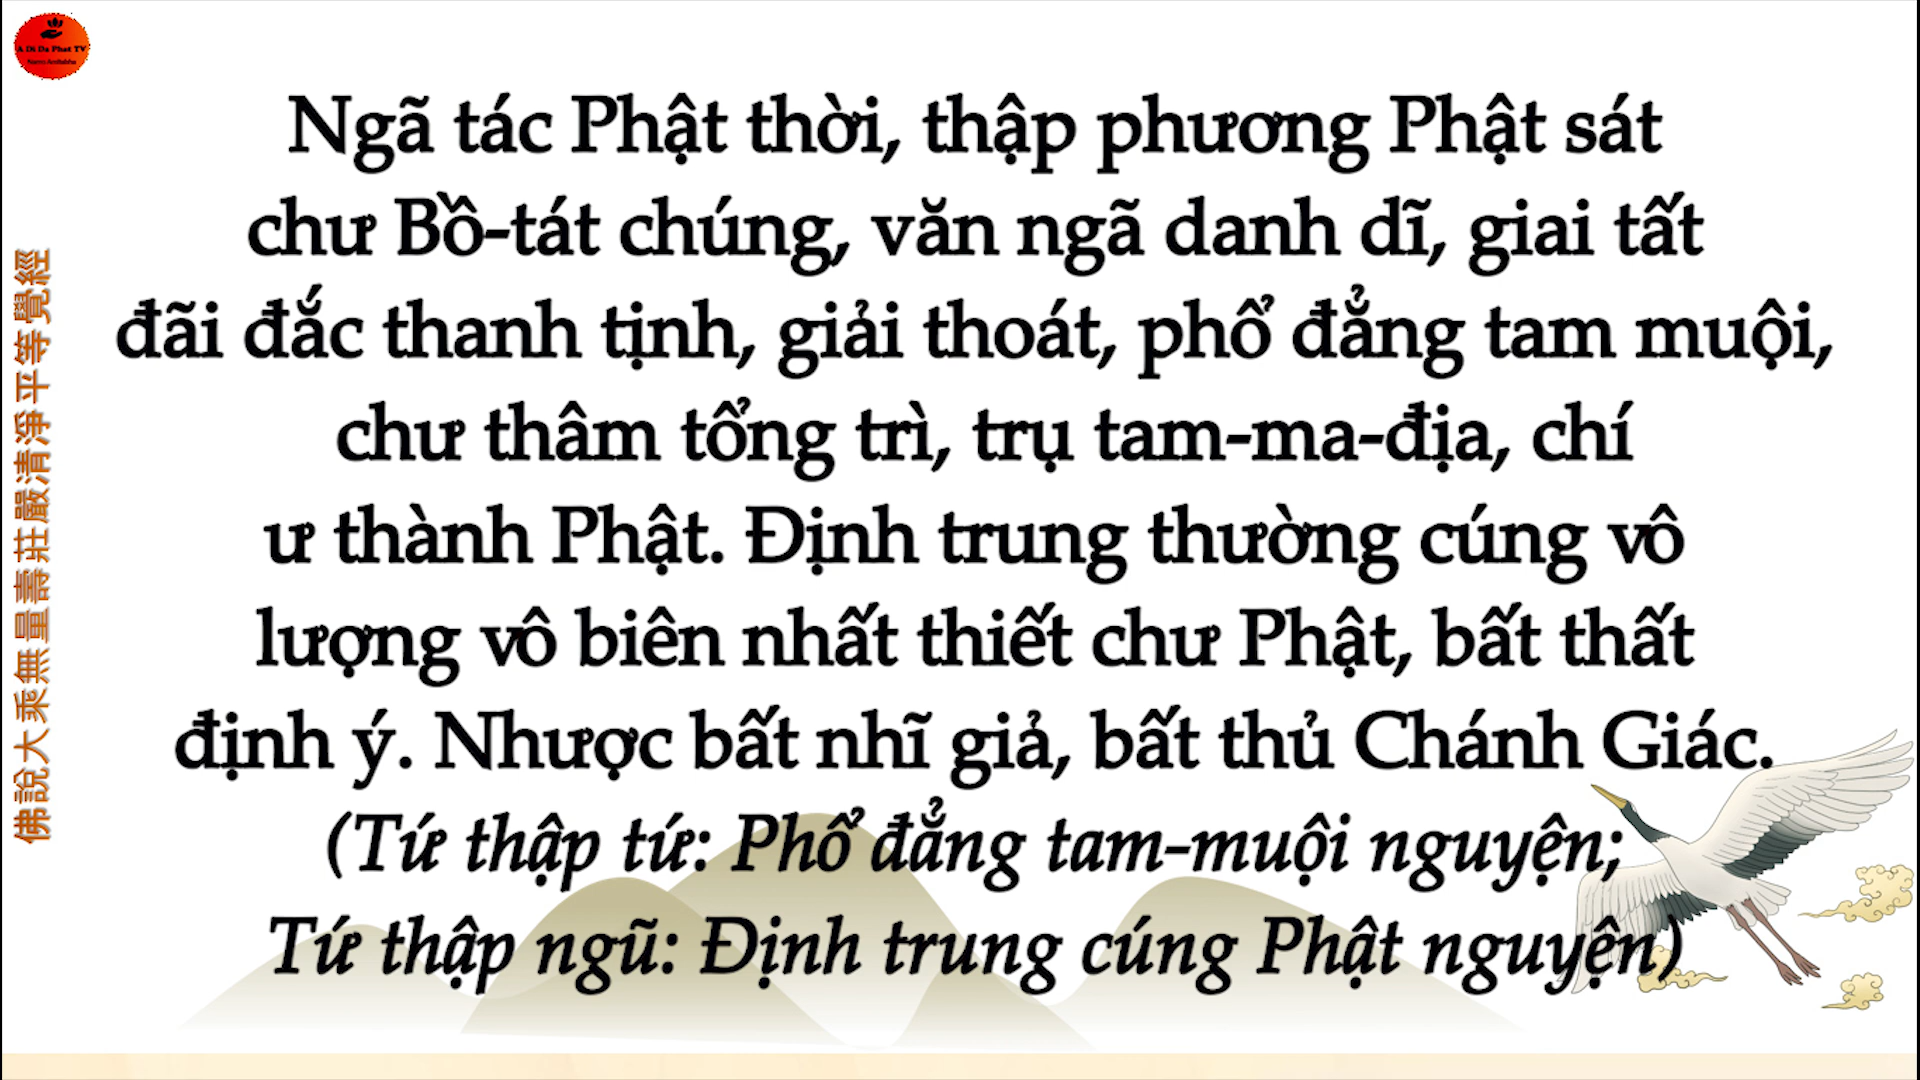 A Di Da Phat TV
Ngã tác Phật thời, thập phương Phật sát
chư Bồ-tát chúng, văn ngã danh dĩ, giai tất
đãi đắc thanh tịnh, giải thoát, phổ đẳng tam muội,
chư thâm tổng trì, trụ tam-ma-địa, chí
ư thành Phật. Định trung thường cúng vô
lượng vô biên nhất thiết chư Phật, bất thất
định ý. Nhược bất nhĩ giả, bất thủ Chánh Giác.
(Tứ thập tứ: Phổ đẳng tam-muội nguyện;
Tứ thập ngũ: Định trung cúng Phật nguyện)
佛說大乘無量壽莊嚴清淨平等覺經